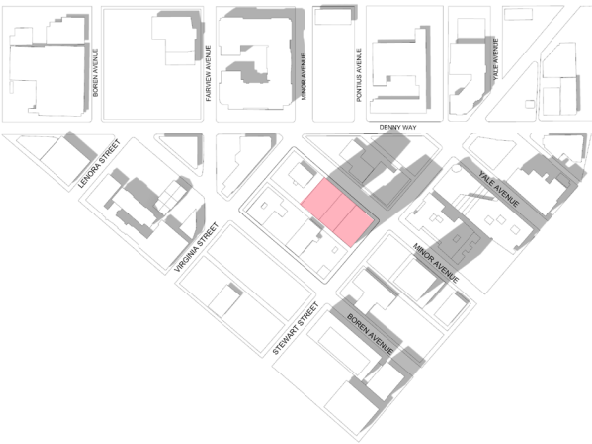 BOREN AVENUE
FAIRVIEW AVENUE
MINOR AVENUE
PONTIUS AVENUE
YALE AVENUE
DENNY WAY
LENORA STREET
YALE AVENUE
VIRGINIA STREET
MINOR AVENUE
STEWART STREET
BOREN AVENUE